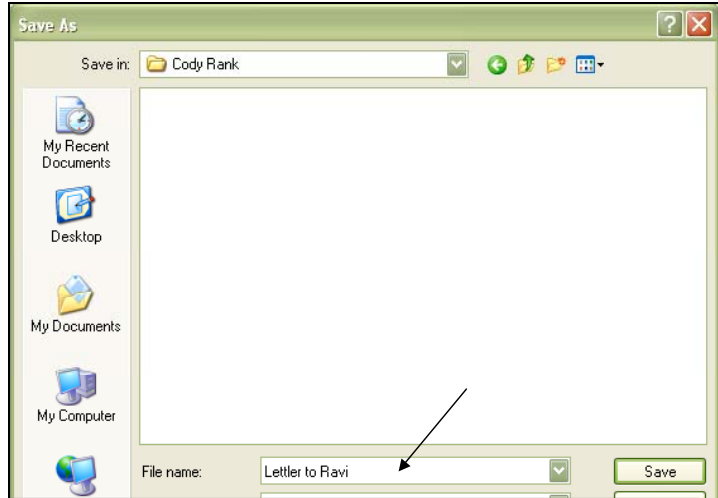 Save As
Save in: Cody Rank
My Recent
Documents
Desktop
My Documents
My Computer
File name: Lettler to Ravi Save